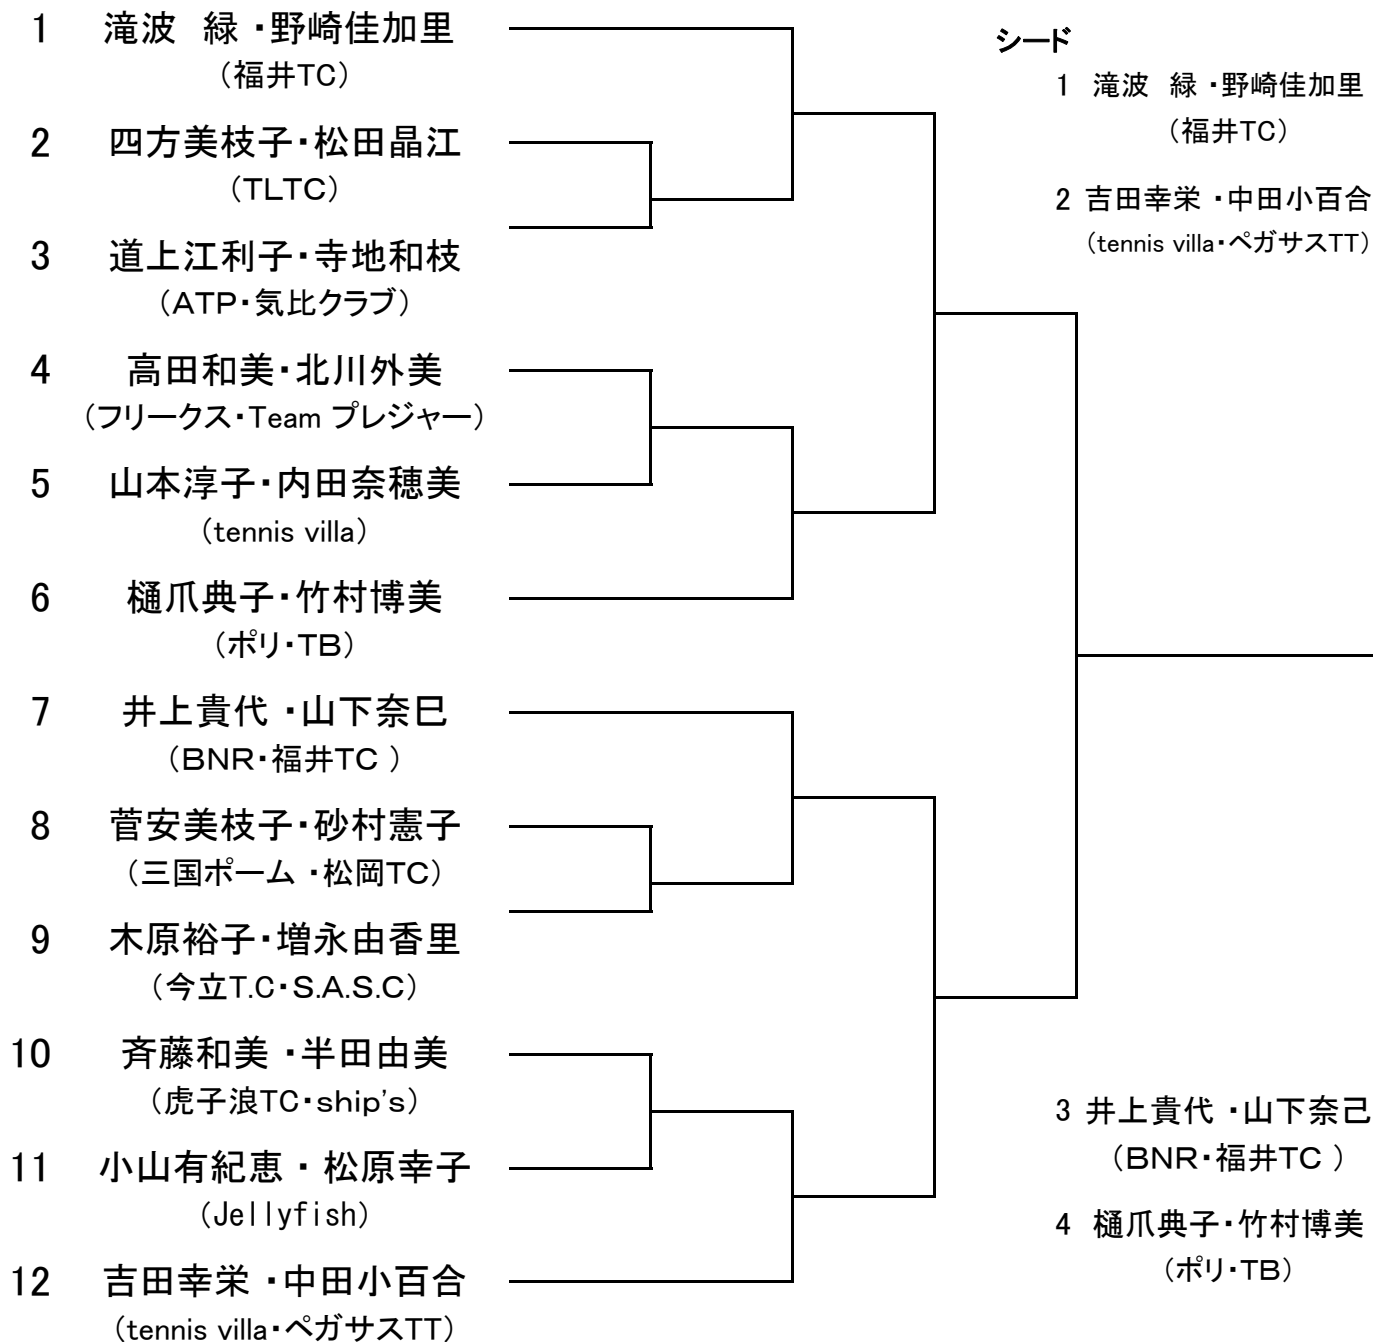 1 滝波　緑・野崎佳加里
（福井TC）
2 四方美枝子・松田晶江
（TLTC）
3 道上江利子・寺地和枝
（ATP・気比クラブ）
4 高田和美・北川外美
（フリークス・Team プレジャー）
5 山本淳子・内田奈穂美
（tennis villa）
6 樋爪典子・竹村博美
（ポリ・TB）
7 井上貴代 ・山下奈巳
（BNR・福井TC ）
8 菅安美枝子・砂村憲子
（三国ポーム ・松岡TC）
9 木原裕子・増永由香里
（今立T.C・S.A.S.C）
10 斉藤和美 ・半田由美
（虎子浪TC・ship's）
11 小山有紀恵 ・ 松原幸子
（Jellyfish）
12 吉田幸栄 ・中田小百合
（tennis villa・ペガサスTT）
シード
1 滝波　緑 ・野崎佳加里
（福井TC）
2 吉田幸栄 ・中田小百合
（tennis villa・ペガサスTT）
3 井上貴代 ・山下奈己
（BNR・福井TC ）
4 樋爪典子・竹村博美
（ポリ・TB）